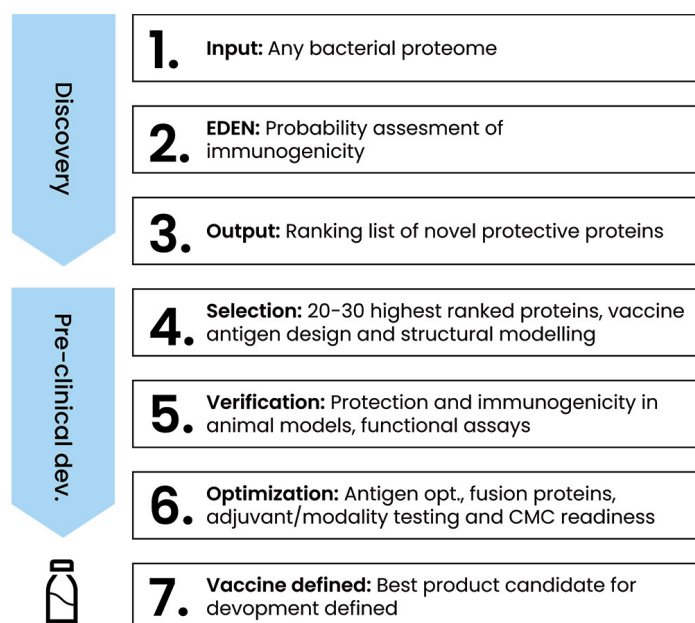 Discovery
1. Input: Any bacterial proteome
2. EDEN: Probability assesment of
immunogenicity
3. Output: Ranking list of novel protective proteins
Pre-clinical dev.
4. Selection: 20-30 highest ranked proteins, vaccine
antigen design and structural modelling
5. Verification: Protection and immunogenicity in
animal models, functional assays
6. Optimization: Antigen opt., fusion proteins,
adjuvant/modality testing and CMC readiness
7. Vaccine defined: Best product candidate for
devopment defined